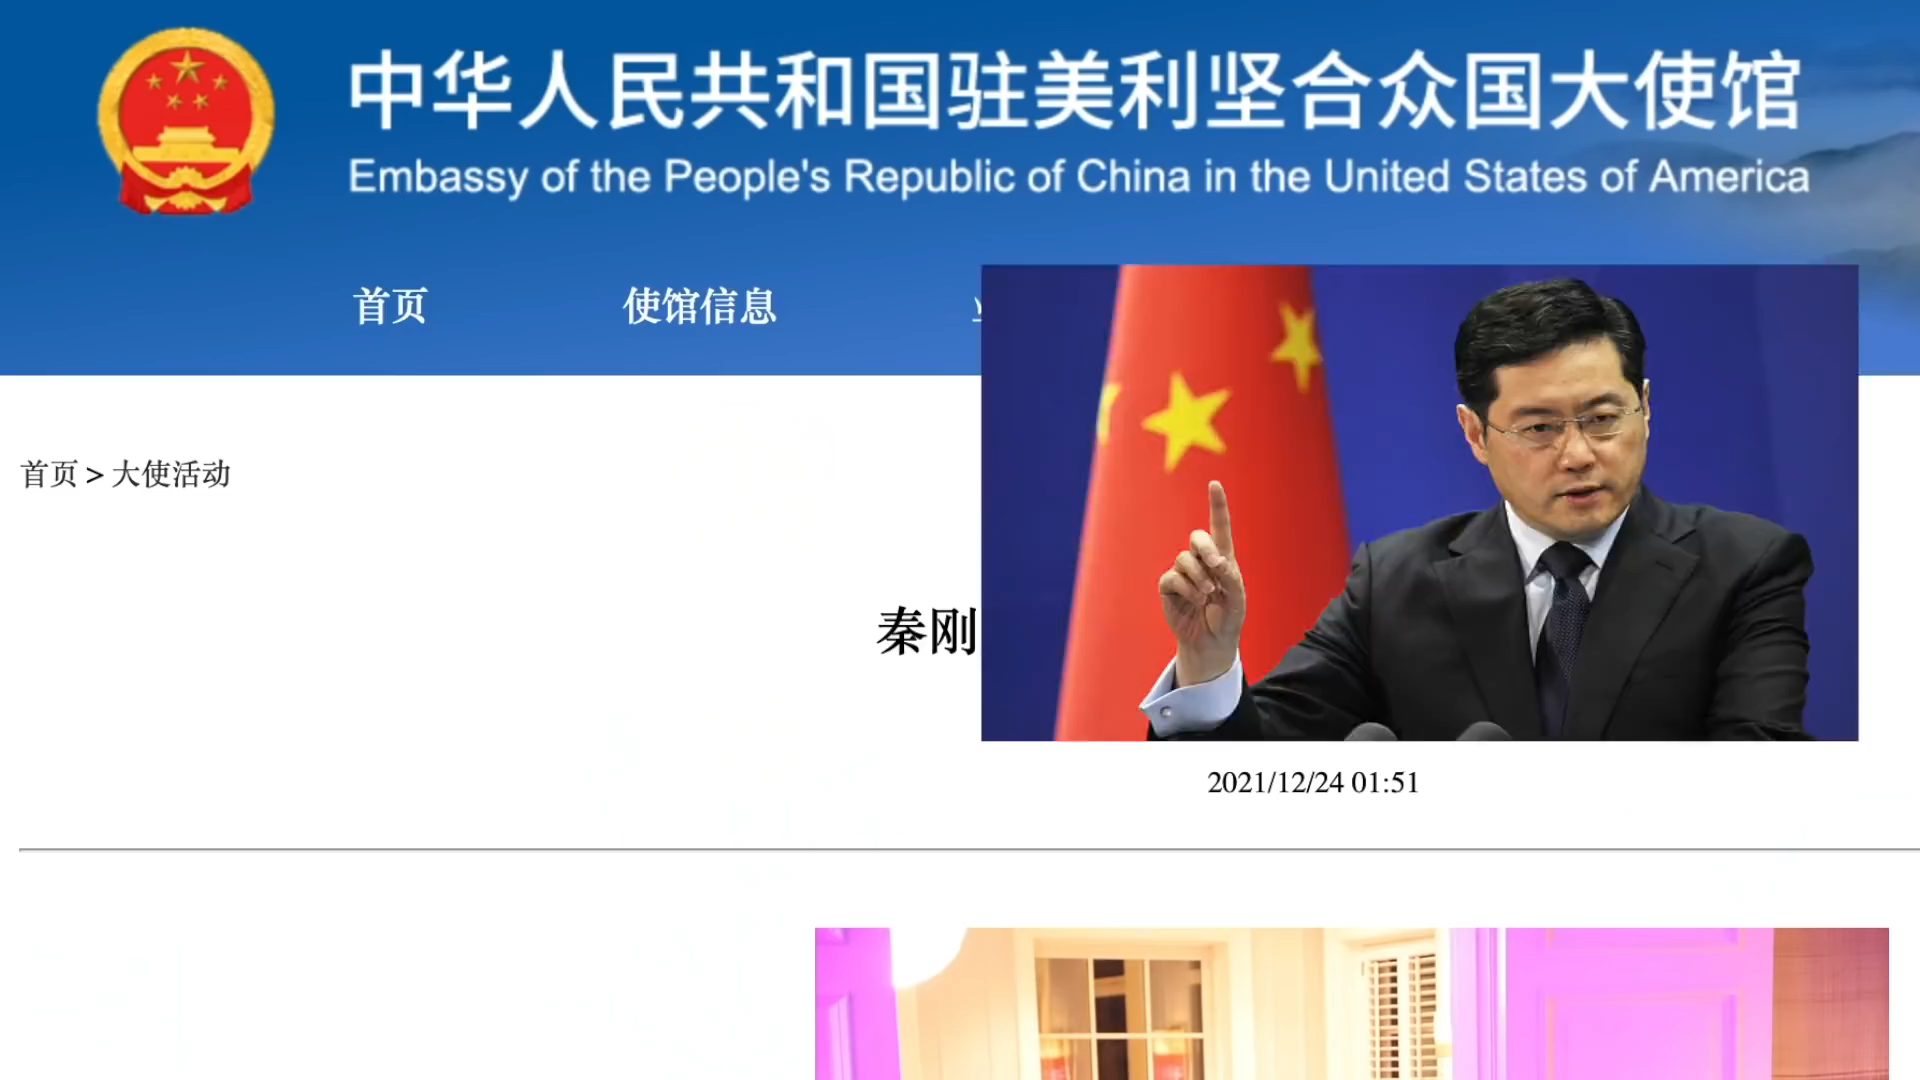 中华人民共和国驻美利坚合众国大使馆
Embassy of the People's Republic of China in the United States of America
首页 使馆信息
首页 > 大使活动
秦刚
2021/12/24 01:51